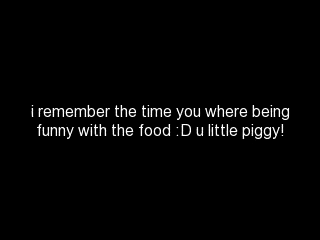 i remember the time you where being
funny with the food :D u little piggy!